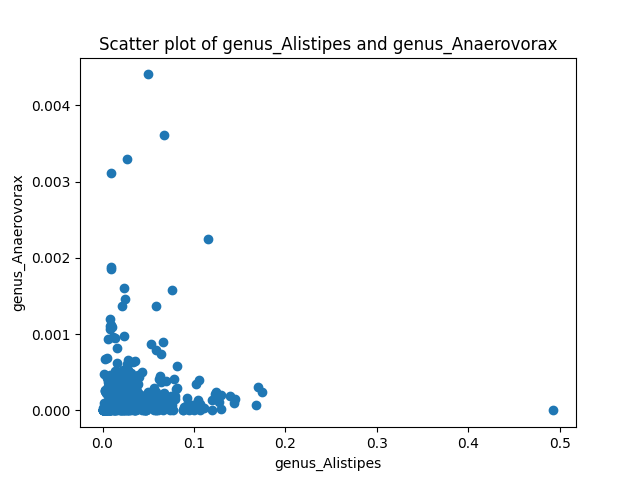 Scatter plot of genus_Alistipes and genus_Anaerovorax
0.004
0.003
0.002
0.001
0.000
genus_Anaerovorax
0.0 0.1 0.2 0.3 0.4 0.5
genus_Alistipes